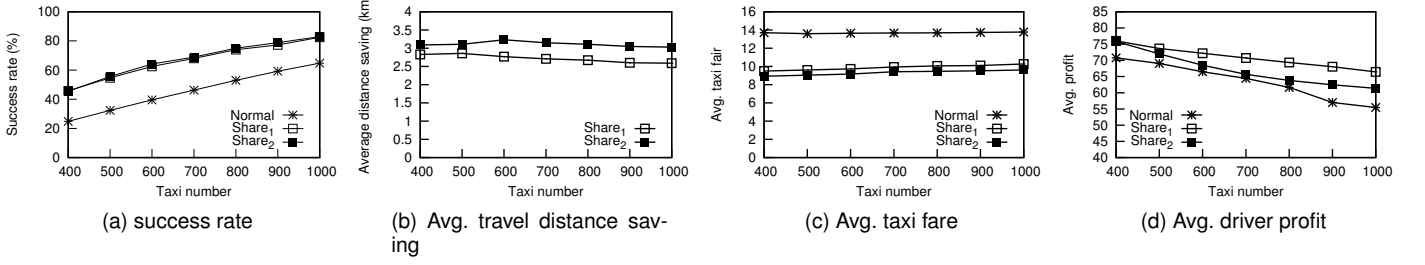 Success rate (%)
100
80
60
40
20
0
Normal
Share1
Share2
400 500 600 700 800 900 1000
Taxi number
(a) success rate
Average distance saving (km
4
3.5
3
2.5
2
1.5
1
0.5
0
Share1
Share2
400 500 600 700 800 900 1000
Taxi number
(b) Avg. travel distance sav-
ing
Avg. taxi fair
16
14
12
10
8
6
4
2
0
Normal
Share1
Share2
400 500 600 700 800 900 1000
Taxi number
(c) Avg. taxi fare
Avg. profit
85
80
75
70
65
60
55
50
45
40
Normal
Share1
Share2
400 500 600 700 800 900 1000
Taxi number
(d) Avg. driver profit